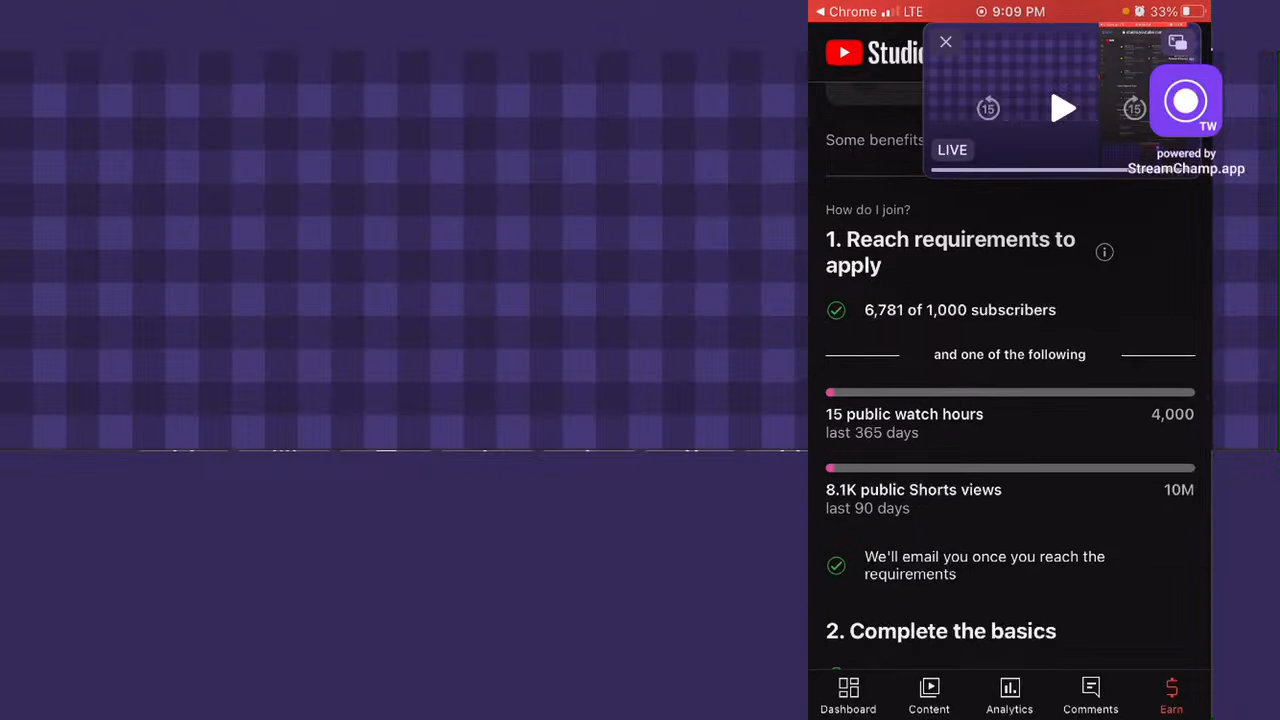 Chrome LTE 9:09 PM 33%
Studio
15 15
TW
LIVE
powered by
StreamChamp.app
Some benefits
How do I join?
1. Reach requirements to
apply
6,781 of 1,000 subscribers
and one of the following
15 public watch hours 4,000
last 365 days
8.1K public Shorts views 10M
last 90 days
We'll email you once you reach the
requirements
2. Complete the basics
Dashboard Content Analytics Comments Earn